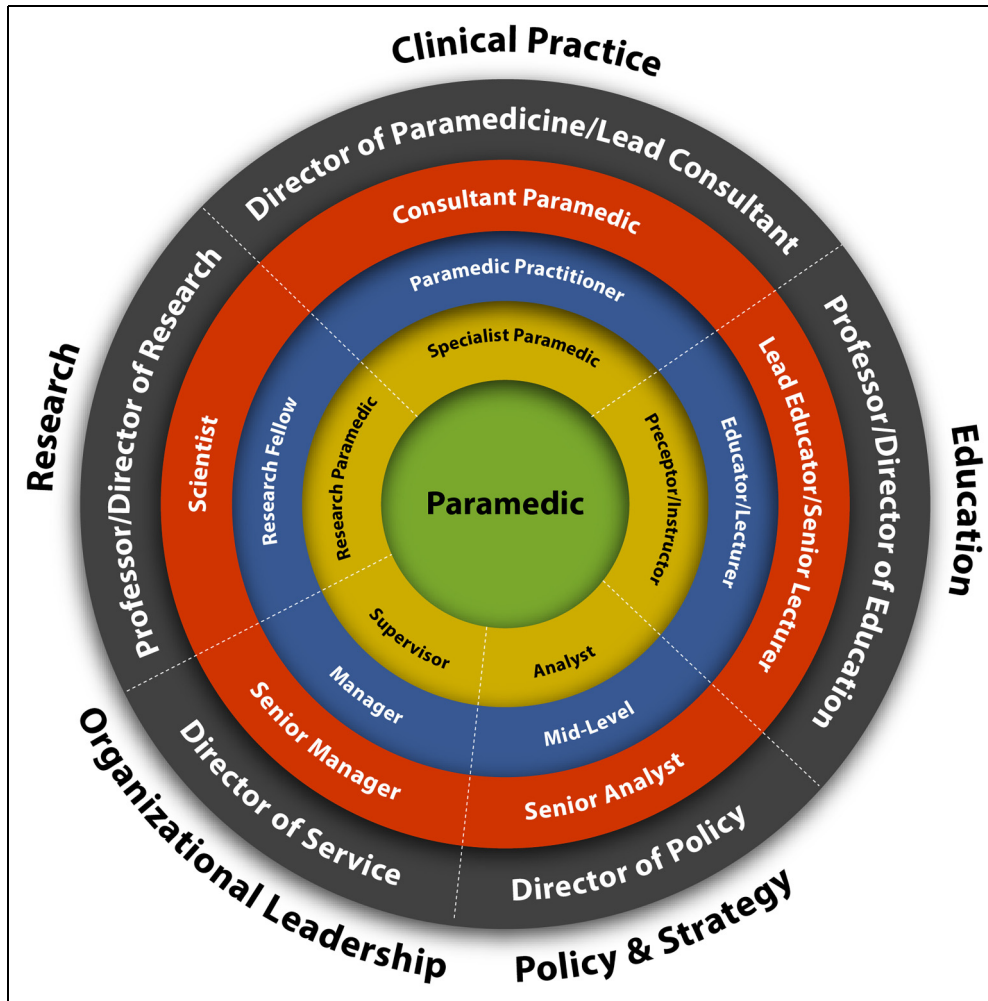 Clinical Practice
Director of Paramedicine/Lead Consultant
Consultant Paramedic
Paramedic Practitioner
Specialist Paramedic
Paramedic
Education
Professor/Director of Education
Lead Educator/Senior Lecturer
Educator/Lecturer
Preceptor/Instructor
Policy & Strategy
Director of Policy
Senior Analyst
Mid-Level
Analyst
Organizational Leadership
Director of Service
Senior Manager
Manager
Supervisor
Research
Professor/Director of Research
Scientist
Research Fellow
Research Paramedic